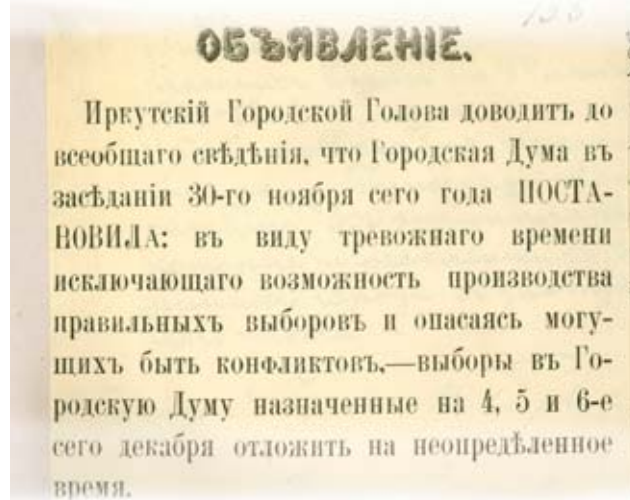 ОБЪЯВЛЕНІЕ.
Иркутскій Городской Голова доводитъ до
всеобщаго свѣдѣнія, что Городская Дума въ
засѣданіи 30-го ноября сего года ПОСТА-
НОВИЛА: въ виду тревожнаго времени
исключающаго возможность производства
правильныхъ выборовъ и опасаясь могу-
щихъ быть конфликтовъ,—выборы въ Го-
родскую Думу назначенные на 4, 5 и 6-е
сего декабря отложить на неопредѣленное
время.